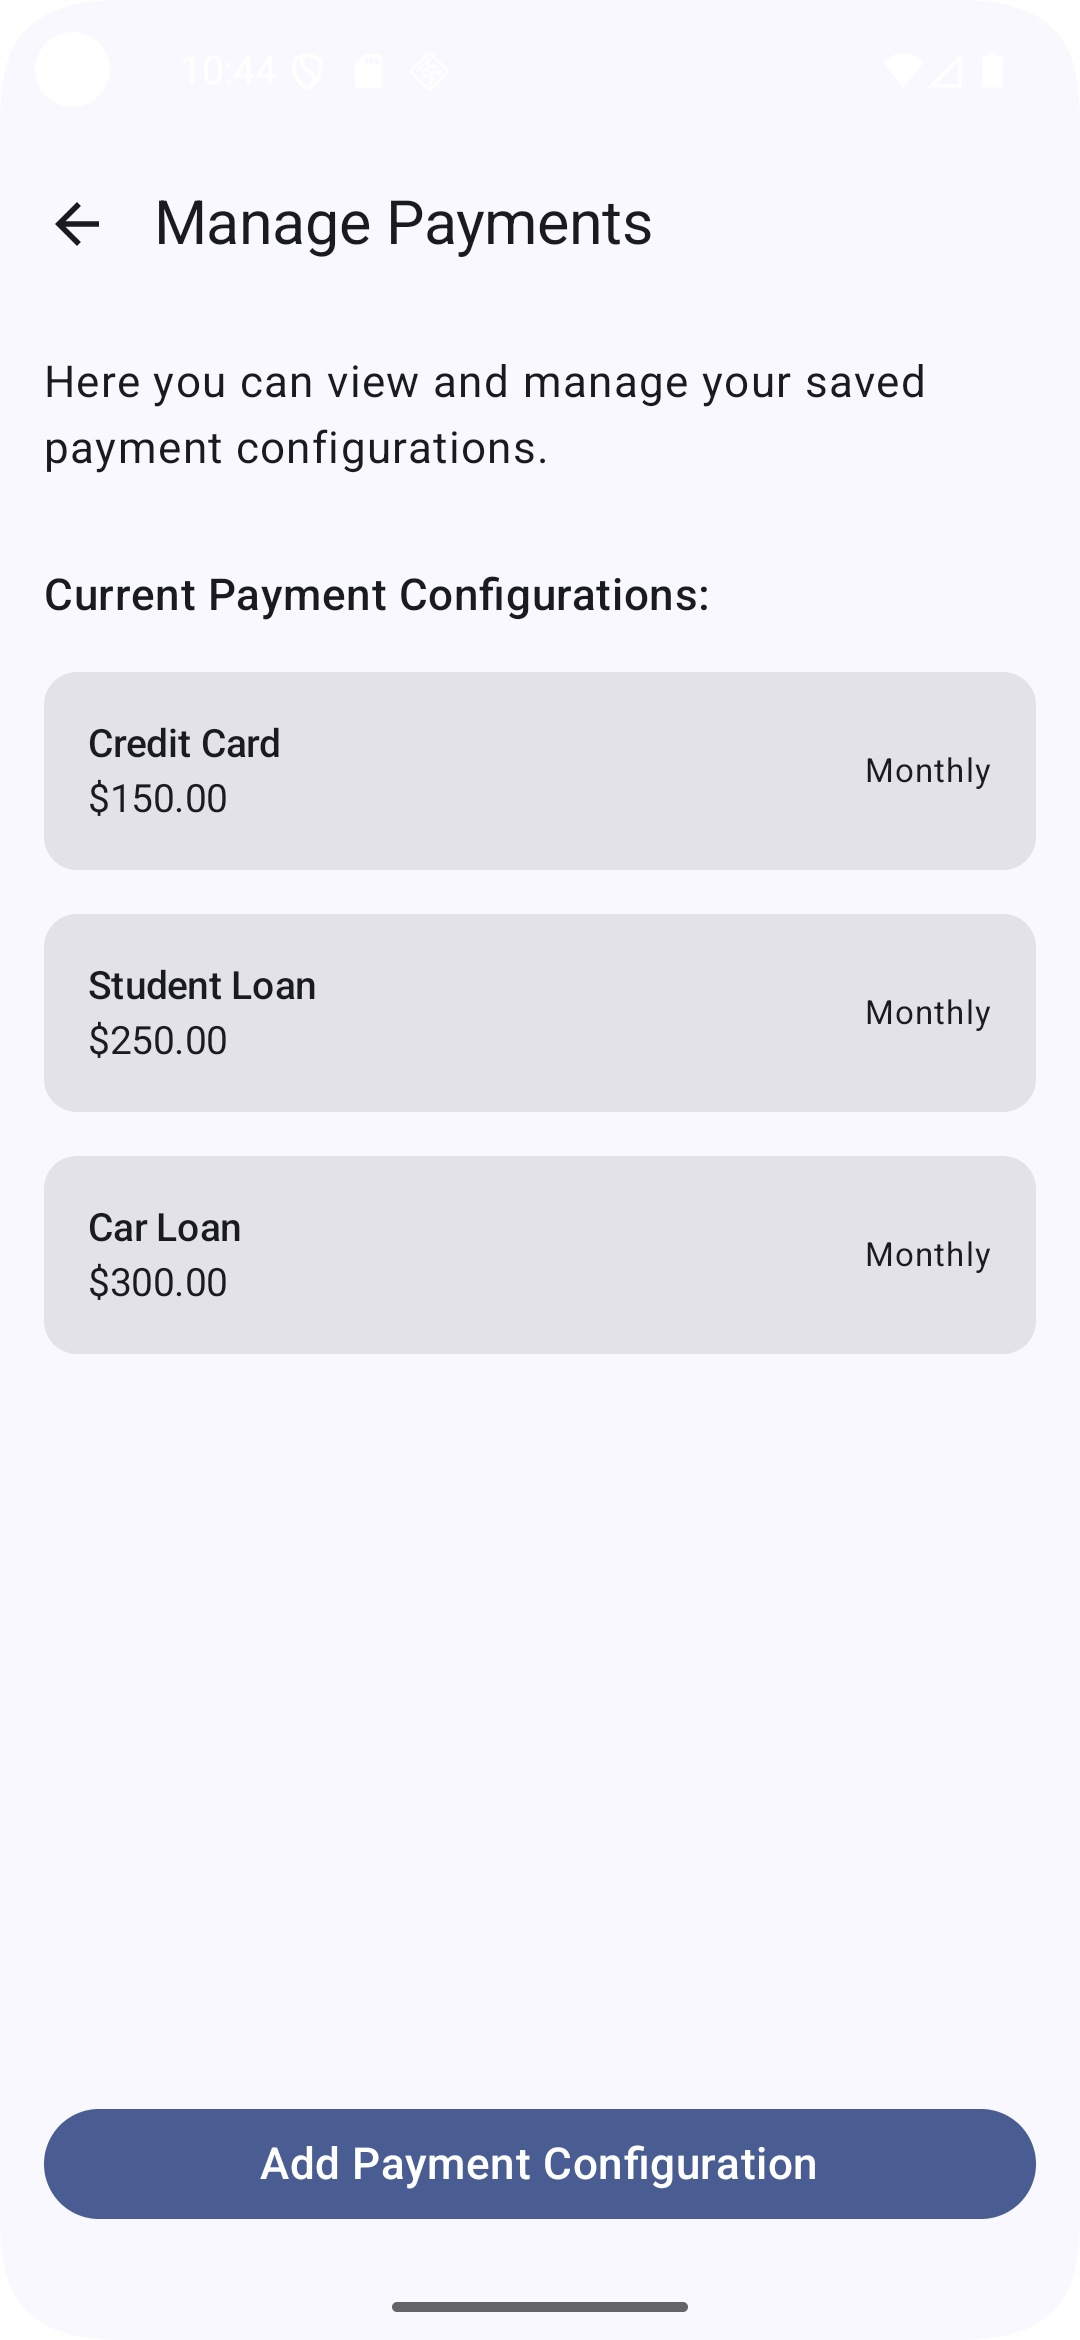 10:44
Manage Payments
Here you can view and manage your saved
payment configurations.
Current Payment Configurations:
Credit Card
$150.00
Monthly
Student Loan
$250.00
Monthly
Car Loan
$300.00
Monthly
Add Payment Configuration